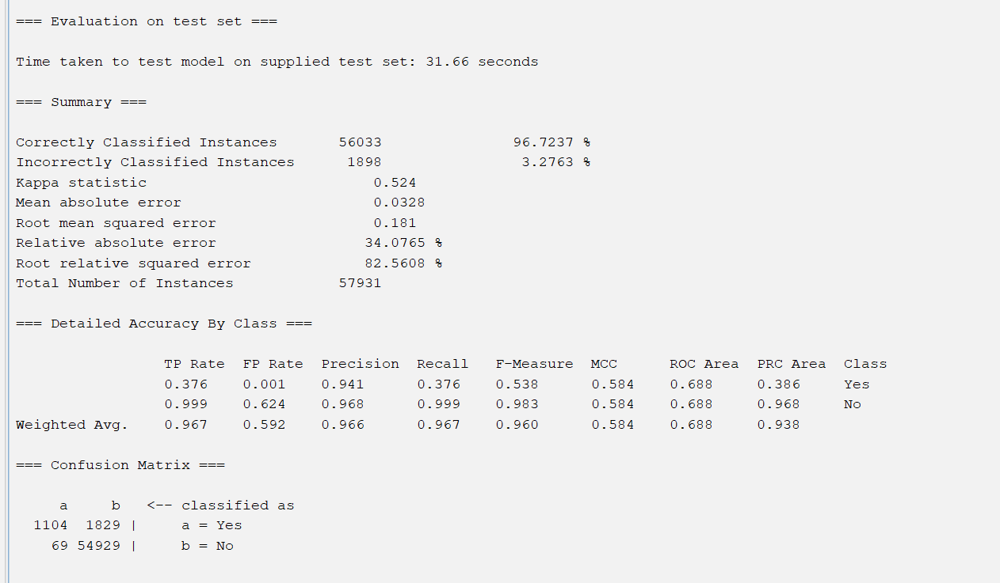 === Evaluation on test set ===
Time taken to test model on supplied test set: 31.66 seconds
=== Summary ===
Correctly Classified Instances 56033 96.7237 %
Incorrectly Classified Instances 1898 3.2763 %
Kappa statistic 0.524
Mean absolute error 0.0328
Root mean squared error 0.181
Relative absolute error 34.0765 %
Root relative squared error 82.5608 %
Total Number of Instances 57931
=== Detailed Accuracy By Class ===
TP Rate FP Rate Precision Recall F-Measure MCC ROC Area PRC Area Class
0.376 0.001 0.941 0.376 0.538 0.584 0.688 0.386 Yes
0.999 0.624 0.968 0.999 0.983 0.584 0.688 0.968 No
Weighted Avg. 0.967 0.592 0.966 0.967 0.960 0.584 0.688 0.938
=== Confusion Matrix ===
a b <-- classified as
1104 1829 | a = Yes
69 54929 | b = No